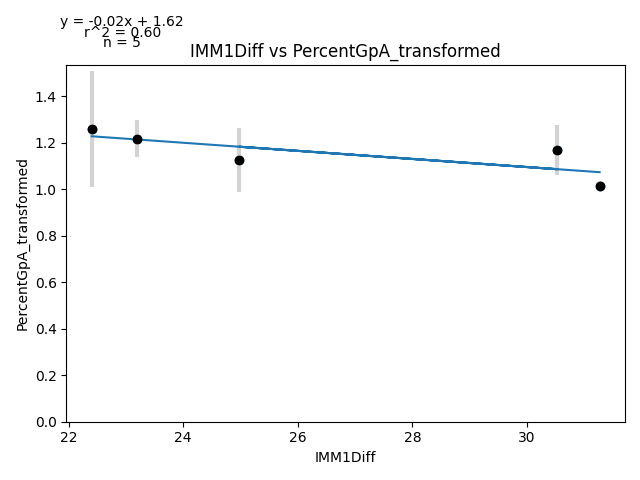 y = -0.02x + 1.62
r^2 = 0.60
n = 5
IMM1Diff vs PercentGpA_transformed
PercentGpA_transformed
1.4
1.2
1.0
0.8
0.6
0.4
0.2
0.0
22 24 26 28 30
IMM1Diff